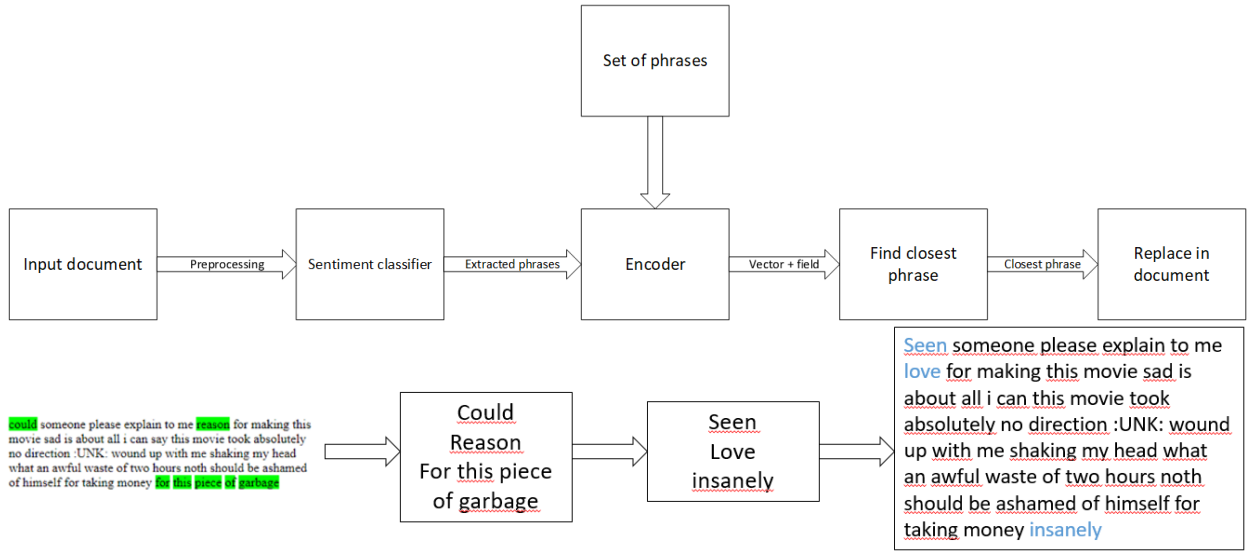 Set of phrases
Input document
Preprocessing
Sentiment classifier
Extracted phrases
Encoder
Vector + field
Find closest
phrase
Closest phrase
Replace in
document
could someone please explain to me reason for making this
movie sad is about all i can say this movie took absolutely
no direction :UNK: wound up with me shaking my head
what an awful waste of two hours noth should be ashamed
of himself for taking money for this piece of garbage
Could
Reason
For this piece
of garbage
Seen
Love
insanely
Seen someone please explain to me
love for making this movie sad is
about all i can this movie took
absolutely no direction :UNK: wound
up with me shaking my head what
an awful waste of two hours noth
should be ashamed of himself for
taking money insanely